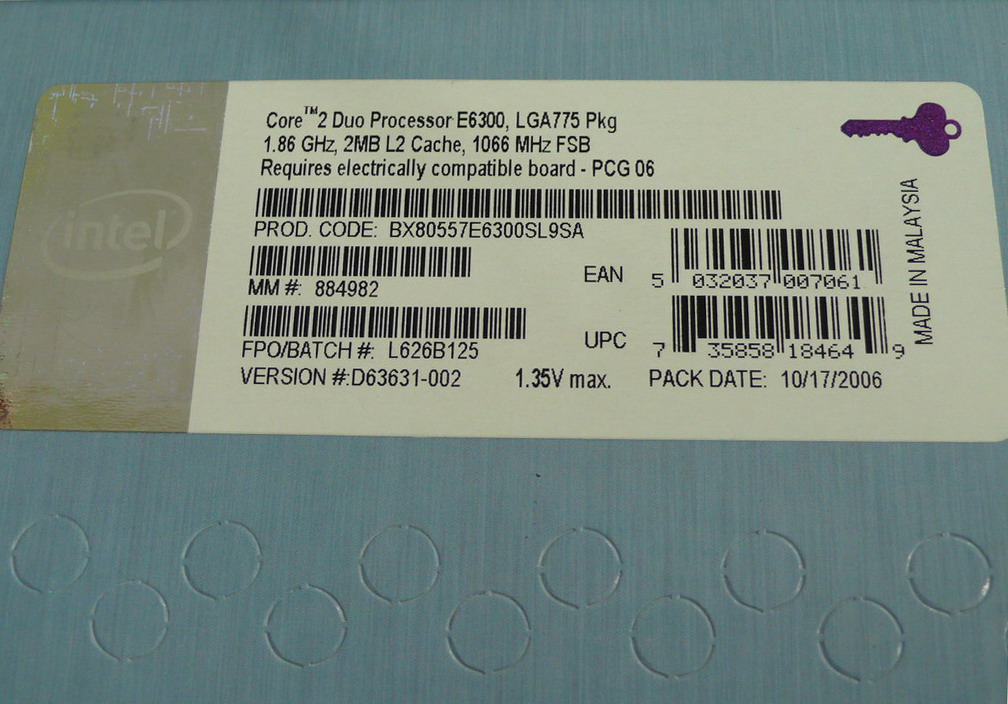 intel
Core™2 Duo Processor E6300, LGA775 Pkg
1.86 GHz, 2MB L2 Cache, 1066 MHz FSB
Requires electrically compatible board - PCG 06
PROD. CODE: BX80557E6300SL9SA
MM #: 884982
EAN 5 032037 007061
FPO/BATCH #: L626B125
UPC 7 35858 18464 9
VERSION #:D63631-002 1.35V max. PACK DATE: 10/17/2006
MADE IN MALAYSIA